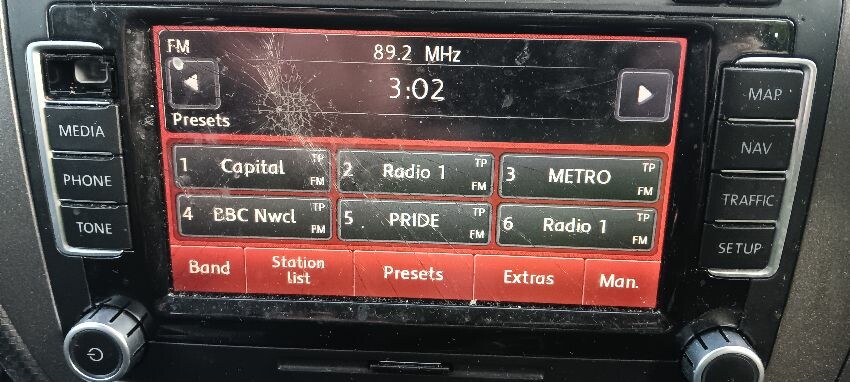 FM
89.2 MHz
3:02
Presets
1 Capital TP FM
2 Radio 1 TP FM
3 METRO TP FM
4 BBC Nwcl TP FM
5 PRIDE TP FM
6 Radio 1 TP FM
Band Station list Presets Extras Man.
MEDIA
PHONE
TONE
MAP
NAV
TRAFFIC
SETUP